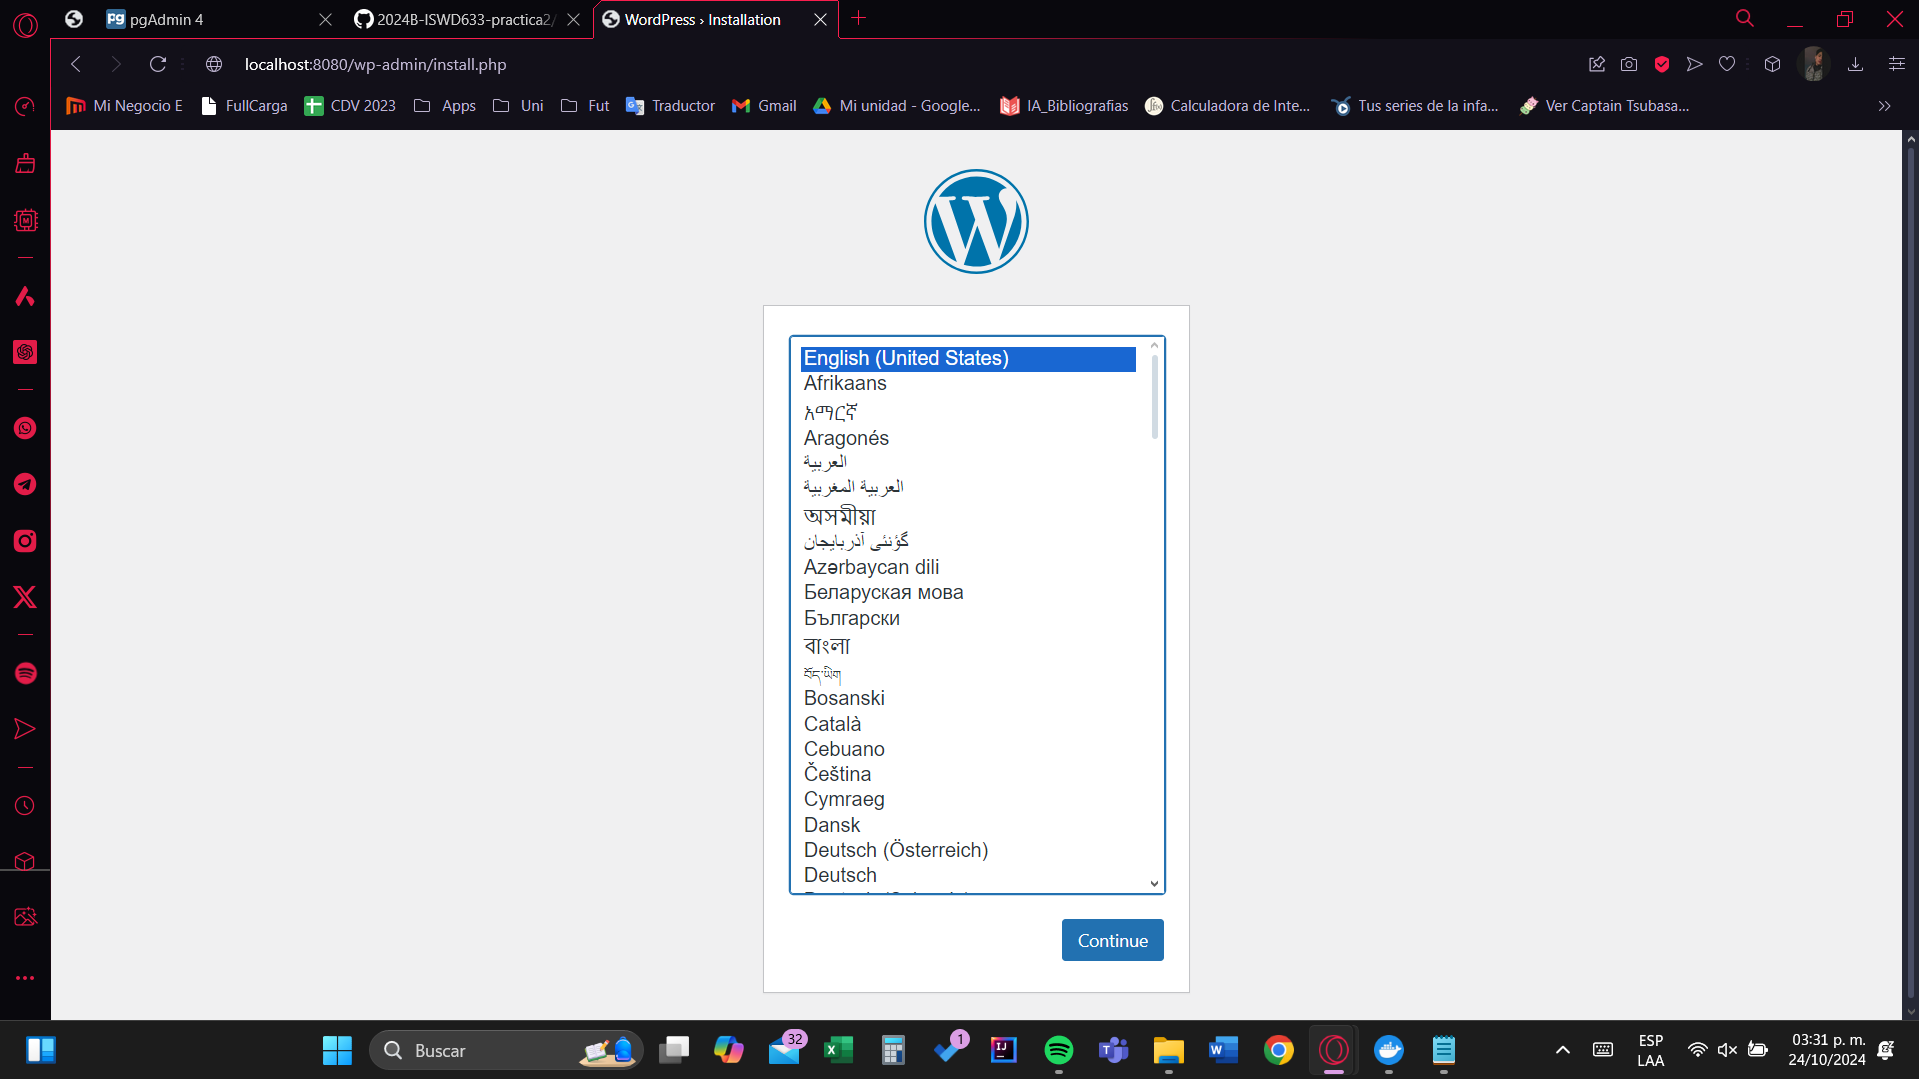 pgAdmin 4
2024B-ISWD633-practica2/
WordPress › Installation
localhost:8080/wp-admin/install.php
Mi Negocio E
FullCarga
CDV 2023
Apps
Uni
Fut
Traductor
Gmail
Mi unidad - Google...
IA_Bibliografias
Calculadora de Inte...
Tus series de la infa...
Ver Captain Tsubasa...
English (United States)
Afrikaans
አማርኛ
Aragonés
العربية
العربية المغربية
অসমীয়া
گؤنئی آذربایجان
Azərbaycan dili
Беларуская мова
Български
বাংলা
བོད་ཡིག
Bosanski
Català
Cebuano
Čeština
Cymraeg
Dansk
Deutsch (Österreich)
Deutsch
Continue
Buscar
32
1
ESP
LAA
03:31 p. m.
24/10/2024